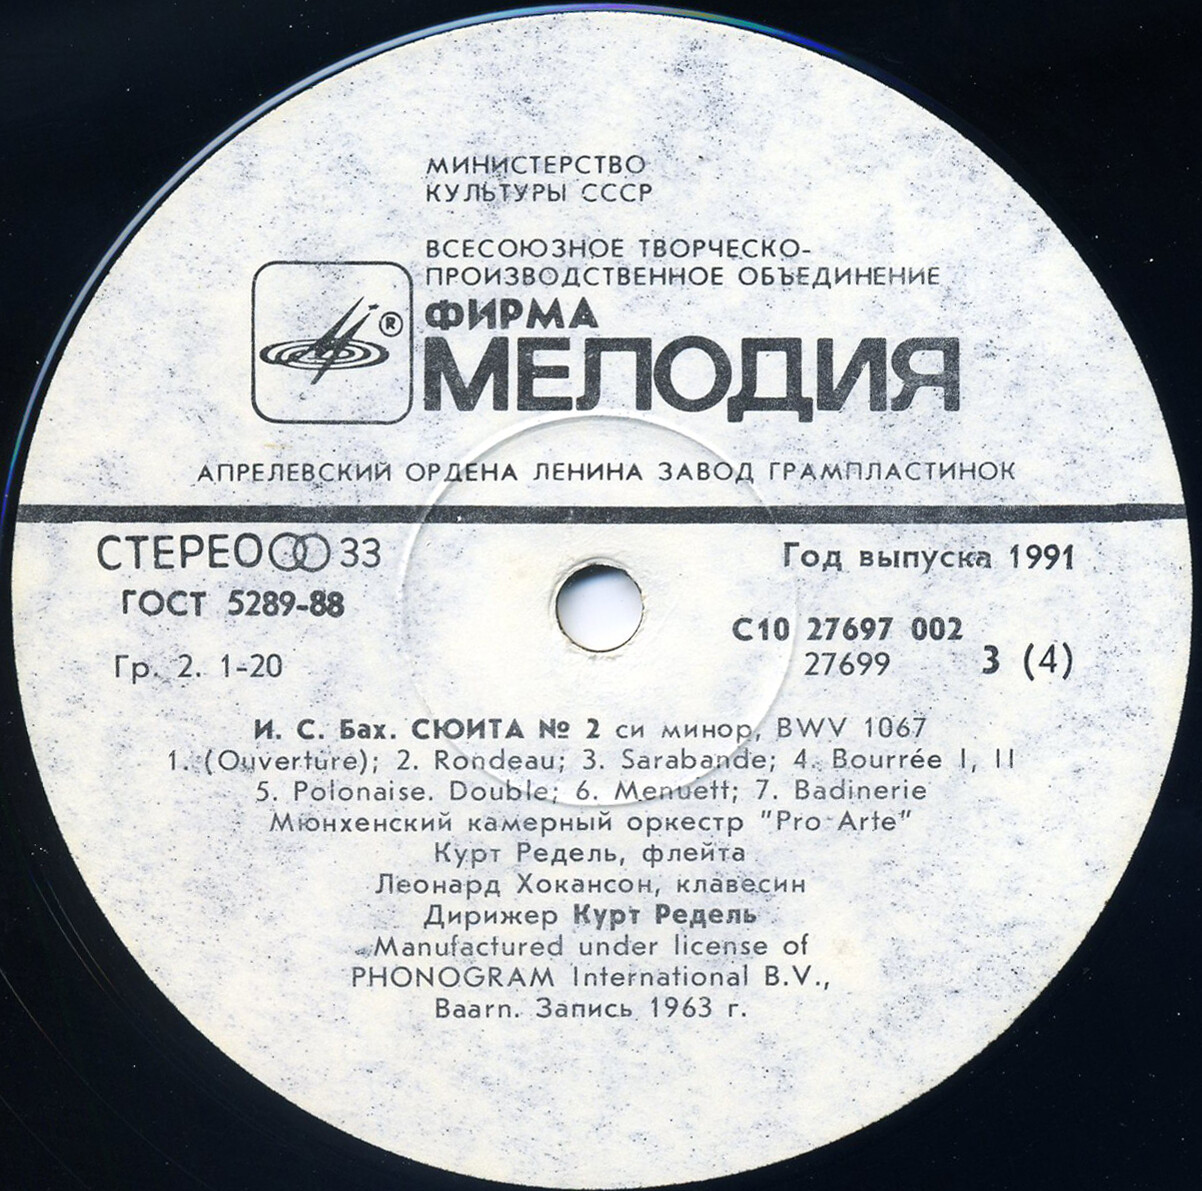 МИНИСТЕРСТВО
КУЛЬТУРЫ СССР
ВСЕСОЮЗНОЕ ТВОРЧЕСКО-
ПРОИЗВОДСТВЕННОЕ ОБЪЕДИНЕНИЕ
ФИРМА
®
МЕЛОДИЯ
АПРЕЛЕВСКИЙ ОРДЕНА ЛЕНИНА ЗАВОД ГРАМПЛАСТИНОК
СТЕРЕО 33
Год выпуска 1991
ГОСТ 5289-88
С10 27697 002
Гр. 2. 1-20
27699 3 (4)
И. С. Бах. СЮИТА № 2 си минор, BWV 1067
1. (Ouverture); 2. Rondeau; 3. Sarabande; 4. Bourrée I, II
5. Polonaise. Double; 6. Menuett; 7. Badinerie
Мюнхенский камерный оркестр "Pro Arte"
Курт Редель, флейта
Леонард Хокансон, клавесин
Дирижер Курт Редель
Manufactured under license of
PHONOGRAM International B.V.,
Baarn. Запись 1963 г.